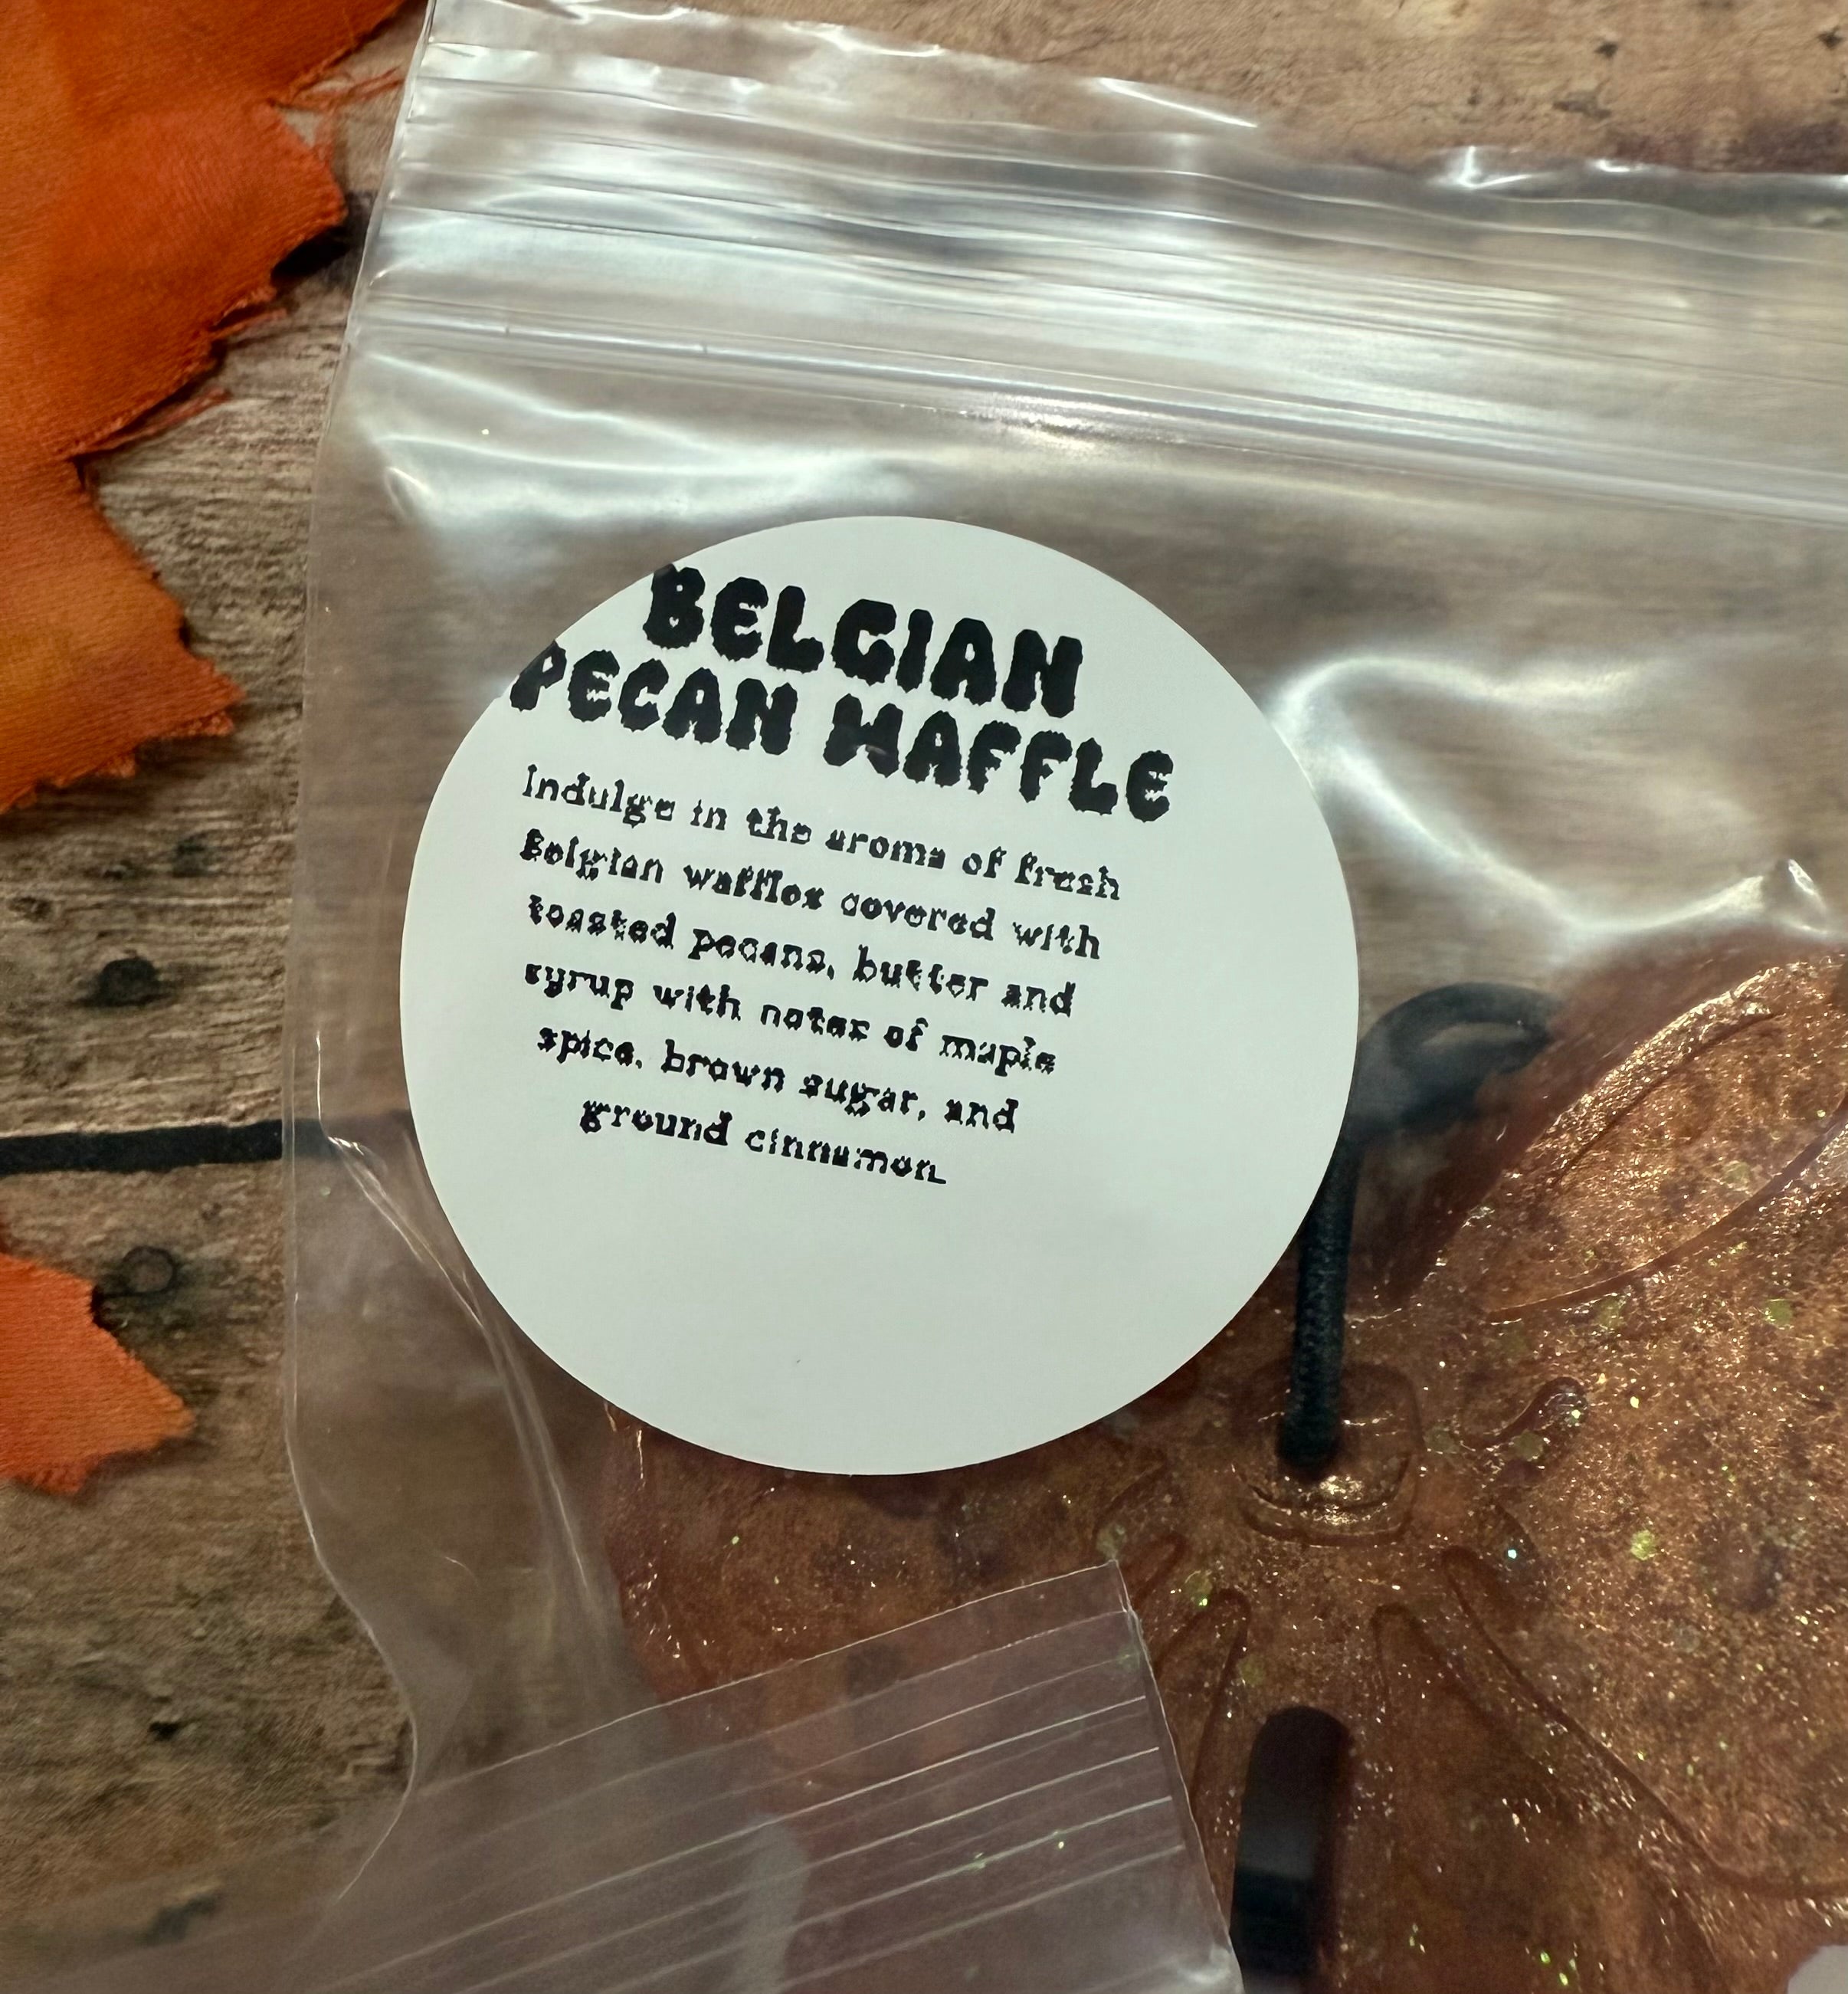 BELGIAN
PECAN WAFFLE
Indulge in the aroma of fresh
Belgian waffles covered with
toasted pecans, butter and
syrup with notes of maple
spice, brown sugar, and
ground cinnamon.